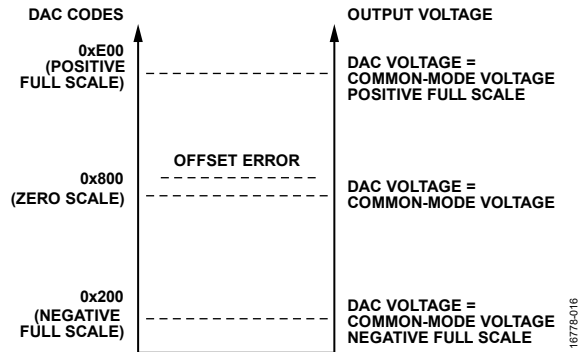 DAC CODES
OUTPUT VOLTAGE
0xE00
(POSITIVE
FULL SCALE)
DAC VOLTAGE =
COMMON-MODE VOLTAGE
POSITIVE FULL SCALE
OFFSET ERROR
0x800
(ZERO SCALE)
DAC VOLTAGE =
COMMON-MODE VOLTAGE
0x200
(NEGATIVE
FULL SCALE)
DAC VOLTAGE =
COMMON-MODE VOLTAGE
NEGATIVE FULL SCALE
16778-016